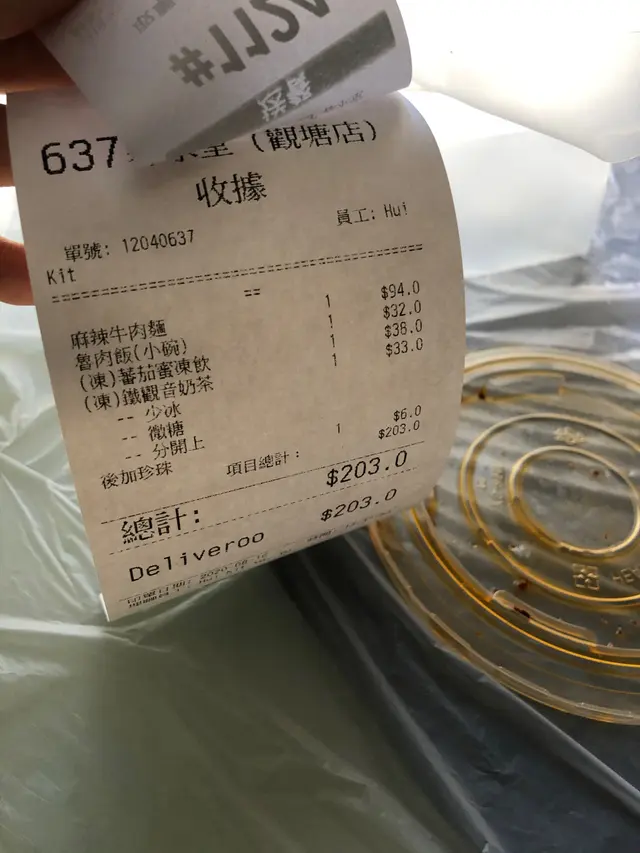 #1124
637 堂 (觀塘店)
收據
單號: 12040637 員工: Hui
Kit
==
麻辣牛肉麵 1 $94.0
魯肉飯(小碗) 1 $32.0
(凍)蕃茄蜜凍飲 1 $38.0
(凍)鐵觀音奶茶 1 $33.0
-- 少冰
-- 微糖
-- 分開上
後加珍珠 1 $6.0
項目總計: $203.0
總計: $203.0
Deliveroo $203.0